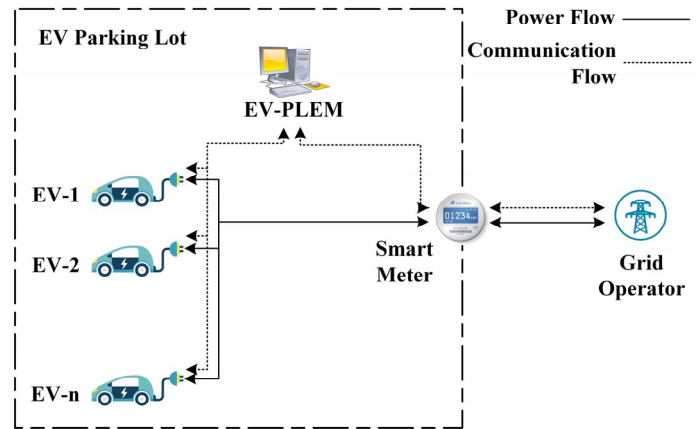 EV Parking Lot
Power Flow
Communication
Flow
EV-PLEM
EV-1
EV-2
EV-n
01234
Smart
Meter
Grid
Operator